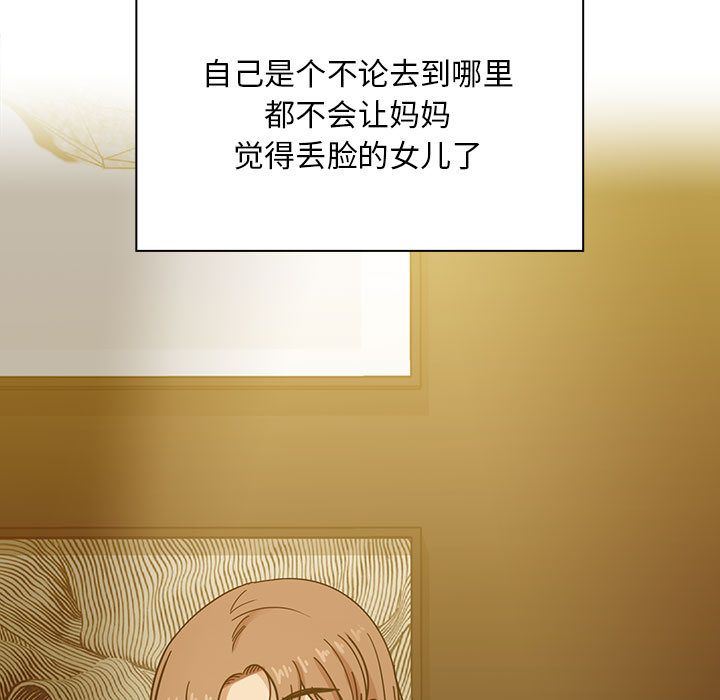 自己是个不论去到哪里
都不会让妈妈
觉得丢脸的女儿了